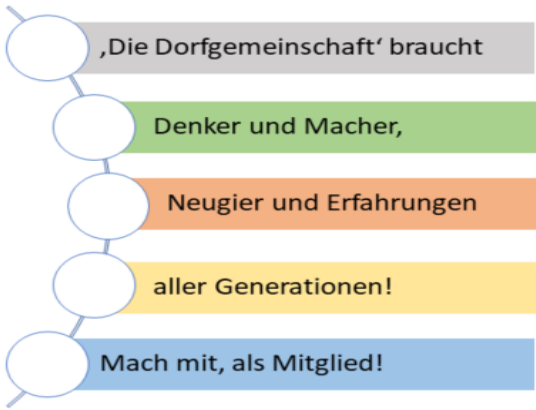 ‚Die Dorfgemeinschaft‘ braucht
Denker und Macher,
Neugier und Erfahrungen
aller Generationen!
Mach mit, als Mitglied!